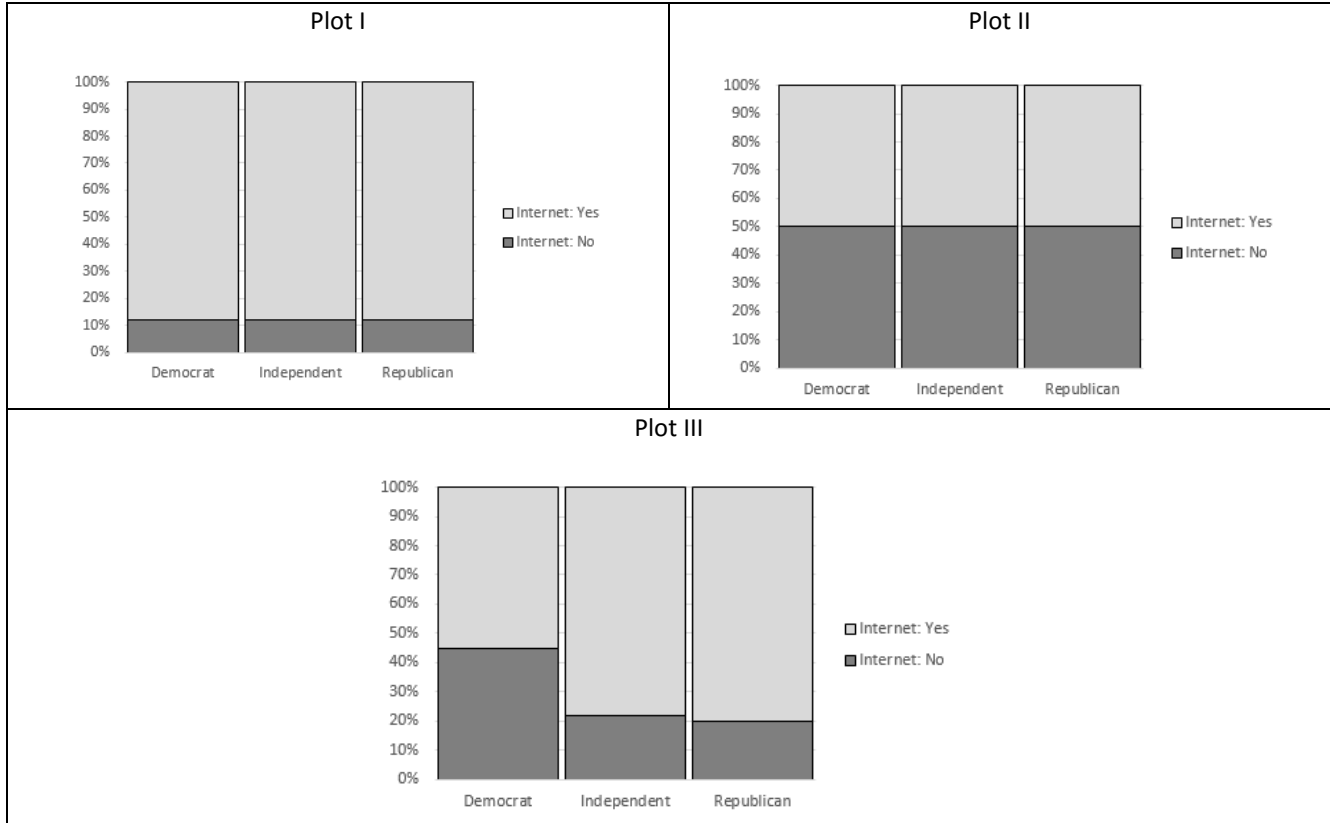 Plot I
100%
90%
80%
70%
60%
50%
40%
30%
20%
10%
0%
Democrat
Independent
Republican
Internet: Yes
Internet: No
Plot II
100%
90%
80%
70%
60%
50%
40%
30%
20%
10%
0%
Democrat
Independent
Republican
Internet: Yes
Internet: No
Plot III
100%
90%
80%
70%
60%
50%
40%
30%
20%
10%
0%
Democrat
Independent
Republican
Internet: Yes
Internet: No